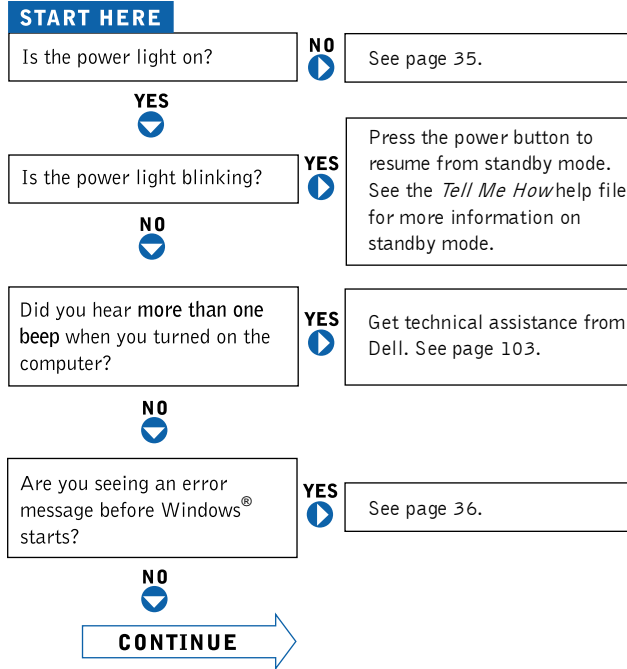 START HERE
Is the power light on?
NO
See page 35.
YES
Is the power light blinking?
YES
Press the power button to
resume from standby mode.
See the Tell Me How help file
for more information on
standby mode.
NO
Did you hear more than one
beep when you turned on the
computer?
YES
Get technical assistance from
Dell. See page 103.
NO
Are you seeing an error
message before Windows®
starts?
YES
See page 36.
NO
CONTINUE